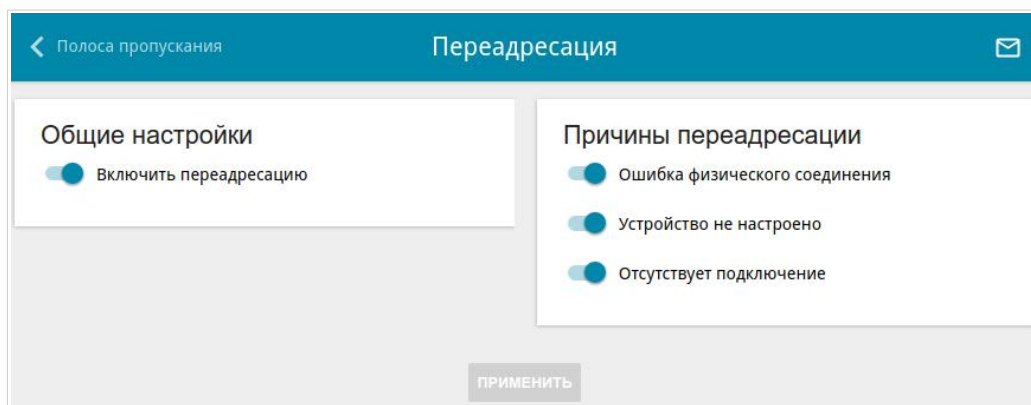 Полоса пропускания
Переадресация
Общие настройки
Включить переадресацию
Причины переадресации
Ошибка физического соединения
Устройство не настроено
Отсутствует подключение
ПРИМЕНИТЬ